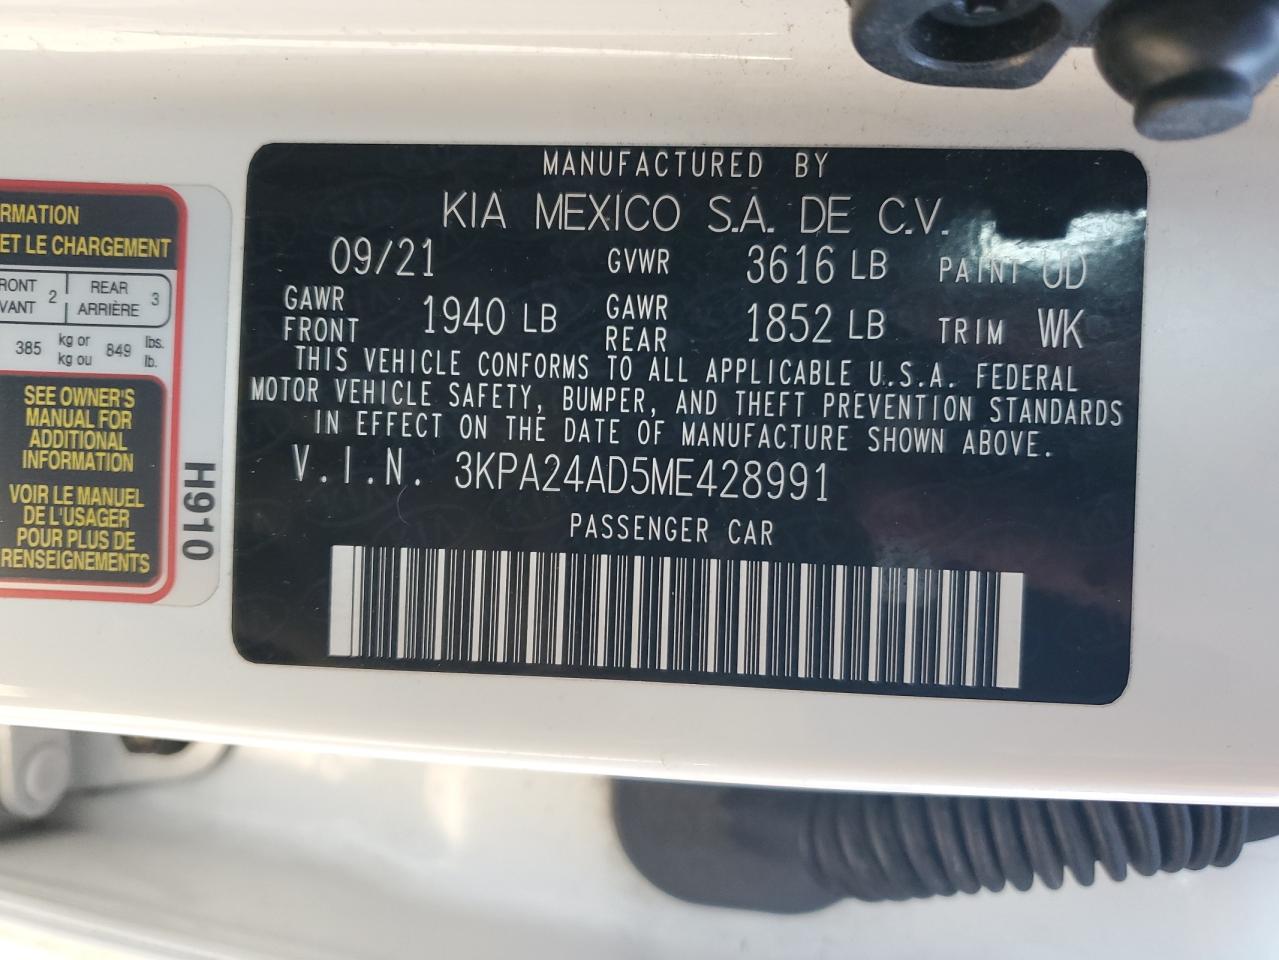 RMATION
ET LE CHARGEMENT
RONT 2 REAR 3
VANT ARRIÈRE
385 kg or 849 lbs.
kg ou lb.
SEE OWNER'S
MANUAL FOR
ADDITIONAL
INFORMATION
VOIR LE MANUEL
DE L'USAGER
POUR PLUS DE
RENSEIGNEMENTS
H910
MANUFACTURED BY
KIA MEXICO S.A. DE C.V.
09/21 GVWR 3616 LB PAINT UD
GAWR FRONT 1940 LB GAWR REAR 1852 LB TRIM WK
THIS VEHICLE CONFORMS TO ALL APPLICABLE U.S.A. FEDERAL
MOTOR VEHICLE SAFETY, BUMPER, AND THEFT PREVENTION STANDARDS
IN EFFECT ON THE DATE OF MANUFACTURE SHOWN ABOVE.
V.I.N. 3KPA24AD5ME428991
PASSENGER CAR